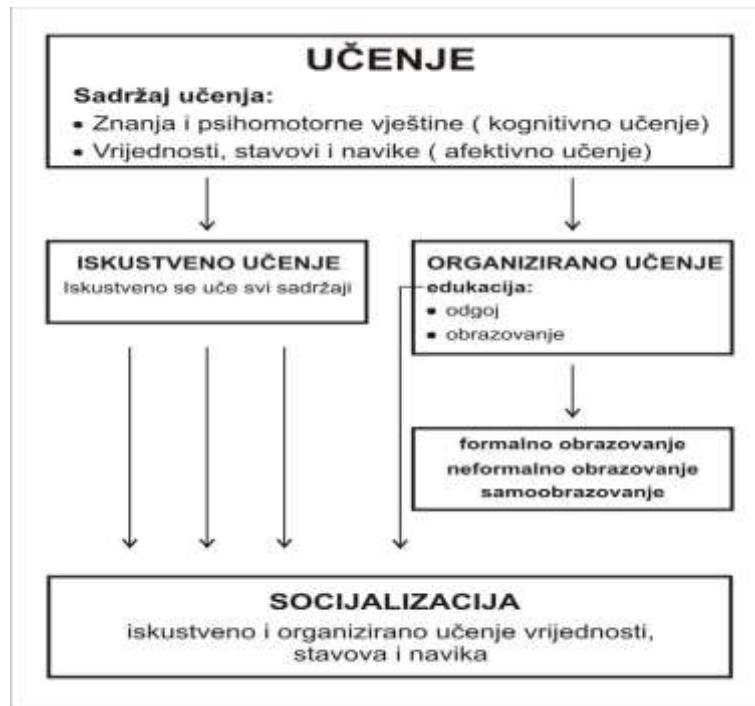 UČENJE
Sadržaj učenja:
• Znanja i psihomotorne vještine ( kognitivno učenje)
• Vrijednosti, stavovi i navike ( afektivno učenje)
ISKUSTVENO UČENJE
Iskustveno se uče svi sadržaji
ORGANIZIRANO UČENJE
edukacija:
• odgoj
• obrazovanje
formalno obrazovanje
neformalno obrazovanje
samoobrazovanje
SOCIJALIZACIJA
iskustveno i organizirano učenje vrijednosti,
stavova i navika